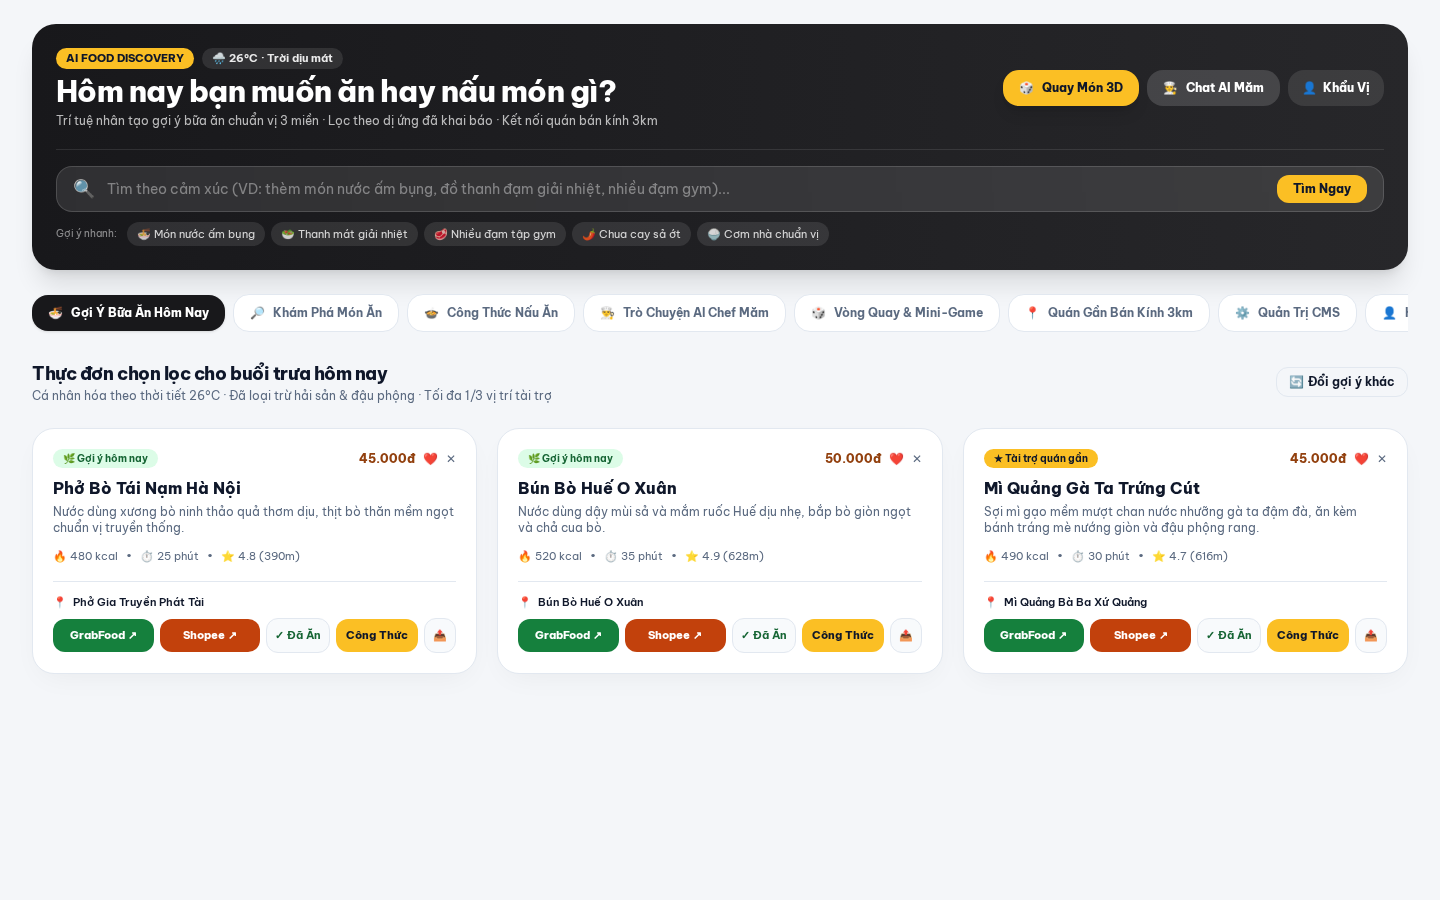 AI FOOD DISCOVERY
🌧️ 26°C · Trời dịu mát
Hôm nay bạn muốn ăn hay nấu món gì?
Trí tuệ nhân tạo gợi ý bữa ăn chuẩn vị 3 miền · Lọc theo dị ứng đã khai báo · Kết nối quán bán kính 3km
🎲 Quay Món 3D
👨‍🍳 Chat AI Măm
👤 Khẩu Vị
🔍 Tìm theo cảm xúc (VD: thèm món nước ấm bụng, đồ thanh đạm giải nhiệt, nhiều đạm gym)...
Tìm Ngay
Gợi ý nhanh:
🍜 Món nước ấm bụng
🥗 Thanh mát giải nhiệt
🥩 Nhiều đạm tập gym
🌶️ Chua cay sả ớt
🍚 Cơm nhà chuẩn vị
🍜 Gợi Ý Bữa Ăn Hôm Nay
🔎 Khám Phá Món Ăn
🍲 Công Thức Nấu Ăn
👨‍🍳 Trò Chuyện AI Chef Măm
🎲 Vòng Quay & Mini-Game
📍 Quán Gần Bán Kính 3km
⚙️ Quản Trị CMS
👤
Thực đơn chọn lọc cho buổi trưa hôm nay
Cá nhân hóa theo thời tiết 26°C · Đã loại trừ hải sản & đậu phộng · Tối đa 1/3 vị trí tài trợ
🔄 Đổi gợi ý khác
🌿 Gợi ý hôm nay
45.000đ ❤️ ✕
Phở Bò Tái Nạm Hà Nội
Nước dùng xương bò ninh thảo quả thơm dịu, thịt bò thăn mềm ngọt
chuẩn vị truyền thống.
🔥 480 kcal • ⏱️ 25 phút • ⭐ 4.8 (390m)
📍 Phở Gia Truyền Phát Tài
GrabFood ↗
Shopee ↗
✓ Đã Ăn
Công Thức
📤
🌿 Gợi ý hôm nay
50.000đ ❤️ ✕
Bún Bò Huế O Xuân
Nước dùng dậy mùi sả và mắm ruốc Huế dịu nhẹ, bắp bò giòn ngọt
và chả cua bò.
🔥 520 kcal • ⏱️ 35 phút • ⭐ 4.9 (628m)
📍 Bún Bò Huế O Xuân
GrabFood ↗
Shopee ↗
✓ Đã Ăn
Công Thức
📤
★ Tài trợ quán gần
45.000đ ❤️ ✕
Mì Quảng Gà Ta Trứng Cút
Sợi mì gạo mềm mượt chan nước nhưỡng gà ta đậm đà, ăn kèm
bánh tráng mè nướng giòn và đậu phộng rang.
🔥 490 kcal • ⏱️ 30 phút • ⭐ 4.7 (616m)
📍 Mì Quảng Bà Ba Xứ Quảng
GrabFood ↗
Shopee ↗
✓ Đã Ăn
Công Thức
📤